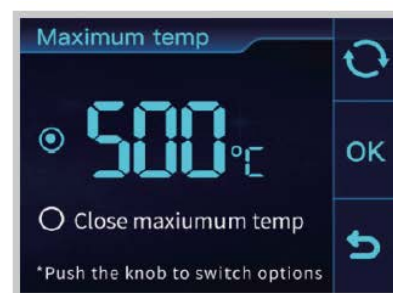 Maximum temp
500°C
OK
Close maxiumum temp
*Push the knob to switch options